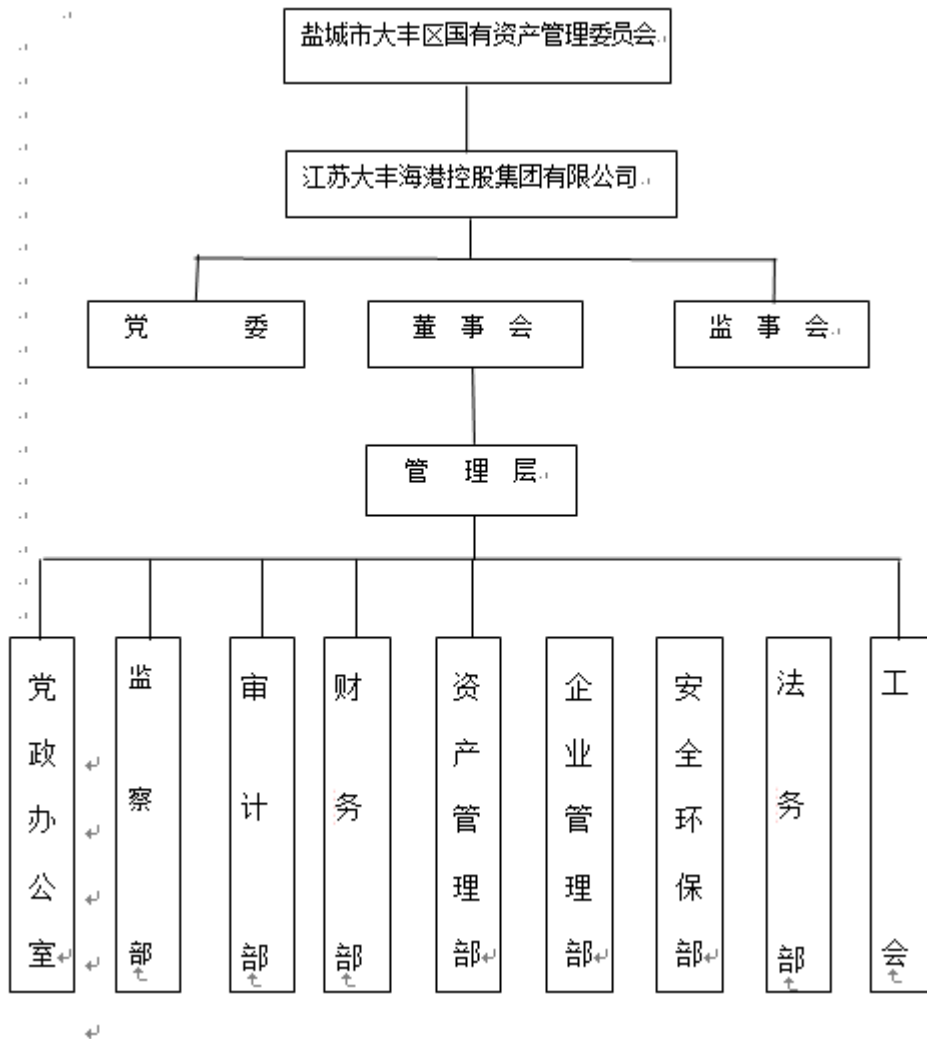 盐城市大丰区国有资产管理委员会
江苏大丰海港控股集团有限公司
党 委
董 事 会
监 事 会
管 理 层
党政办公室
监察部
审计部
财务部
资产管理部
企业管理部
安全环保部
法务部
工会